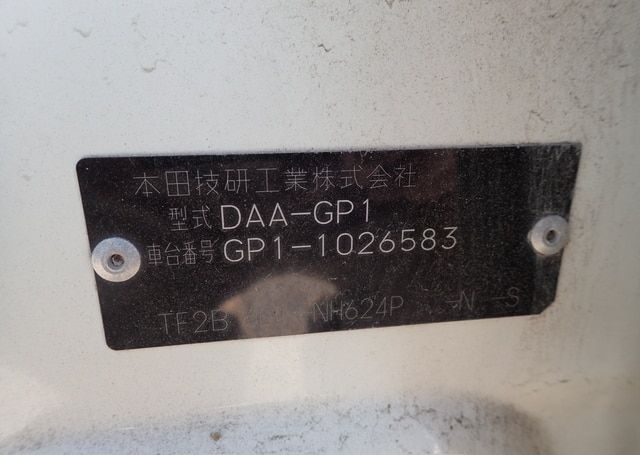 本田技研工業株式会社
型式 DAA-GP1
車台番号 GP1-1026583
NH624P -N -S